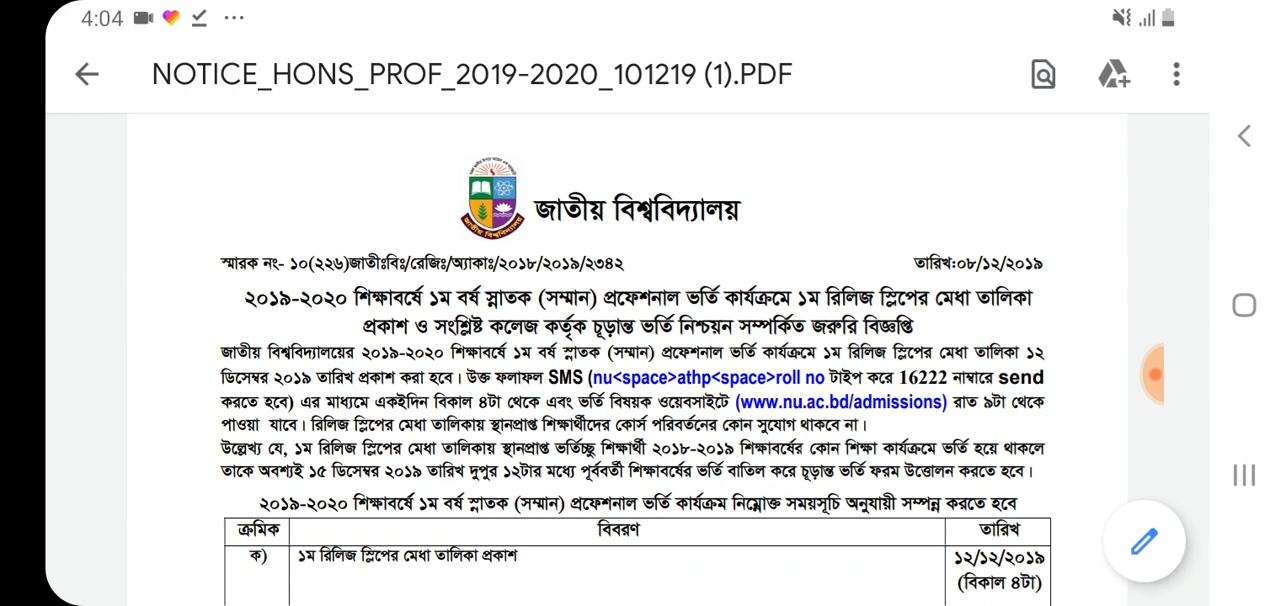 4:04
NOTICE_HONS_PROF_2019-2020_101219 (1).PDF
জাতীয় বিশ্ববিদ্যালয়
স্মারক নং- ১০(২২৬)জাতীঃবিঃ/রেজিঃ/অ্যাকাঃ/২০১৮/২০১৯/২৩৪২ তারিখ:০৮/১২/২০১৯
২০১৯-২০২০ শিক্ষাবর্ষে ১ম বর্ষ স্নাতক (সম্মান) প্রফেশনাল ভর্তি কার্যক্রমে ১ম রিলিজ স্লিপের মেধা তালিকা
প্রকাশ ও সংশ্লিষ্ট কলেজ কর্তৃক চূড়ান্ত ভর্তি নিশ্চয়ন সম্পর্কিত জরুরি বিজ্ঞপ্তি
জাতীয় বিশ্ববিদ্যালয়ের ২০১৯-২০২০ শিক্ষাবর্ষে ১ম বর্ষ স্নাতক (সম্মান) প্রফেশনাল ভর্তি কার্যক্রমে ১ম রিলিজ স্লিপের মেধা তালিকা ১২
ডিসেম্বর ২০১৯ তারিখ প্রকাশ করা হবে। উক্ত ফলাফল SMS (nu<space>athp<space>roll no টাইপ করে 16222 নাম্বারে send
করতে হবে) এর মাধ্যমে একইদিন বিকাল ৪টা থেকে এবং ভর্তি বিষয়ক ওয়েবসাইটে (www.nu.ac.bd/admissions) রাত ৯টা থেকে
পাওয়া যাবে। রিলিজ স্লিপের মেধা তালিকায় স্থানপ্রাপ্ত শিক্ষার্থীদের কোর্স পরিবর্তনের কোন সুযোগ থাকবে না।
উল্লেখ্য যে, ১ম রিলিজ স্লিপের মেধা তালিকায় স্থানপ্রাপ্ত ভর্তিচ্ছু শিক্ষার্থী ২০১৮-২০১৯ শিক্ষাবর্ষের কোন শিক্ষা কার্যক্রমে ভর্তি হয়ে থাকলে
তাকে অবশ্যই ১৫ ডিসেম্বর ২০১৯ তারিখ দুপুর ১২টার মধ্যে পূর্ববর্তী শিক্ষাবর্ষের ভর্তি বাতিল করে চূড়ান্ত ভর্তি ফরম উত্তোলন করতে হবে।
২০১৯-২০২০ শিক্ষাবর্ষে ১ম বর্ষ স্নাতক (সম্মান) প্রফেশনাল ভর্তি কার্যক্রম নিম্নোক্ত সময়সূচি অনুযায়ী সম্পন্ন করতে হবে
ক্রমিক বিবরণ তারিখ
ক) ১ম রিলিজ স্লিপের মেধা তালিকা প্রকাশ ১২/১২/২০১৯
(বিকাল ৪টা)